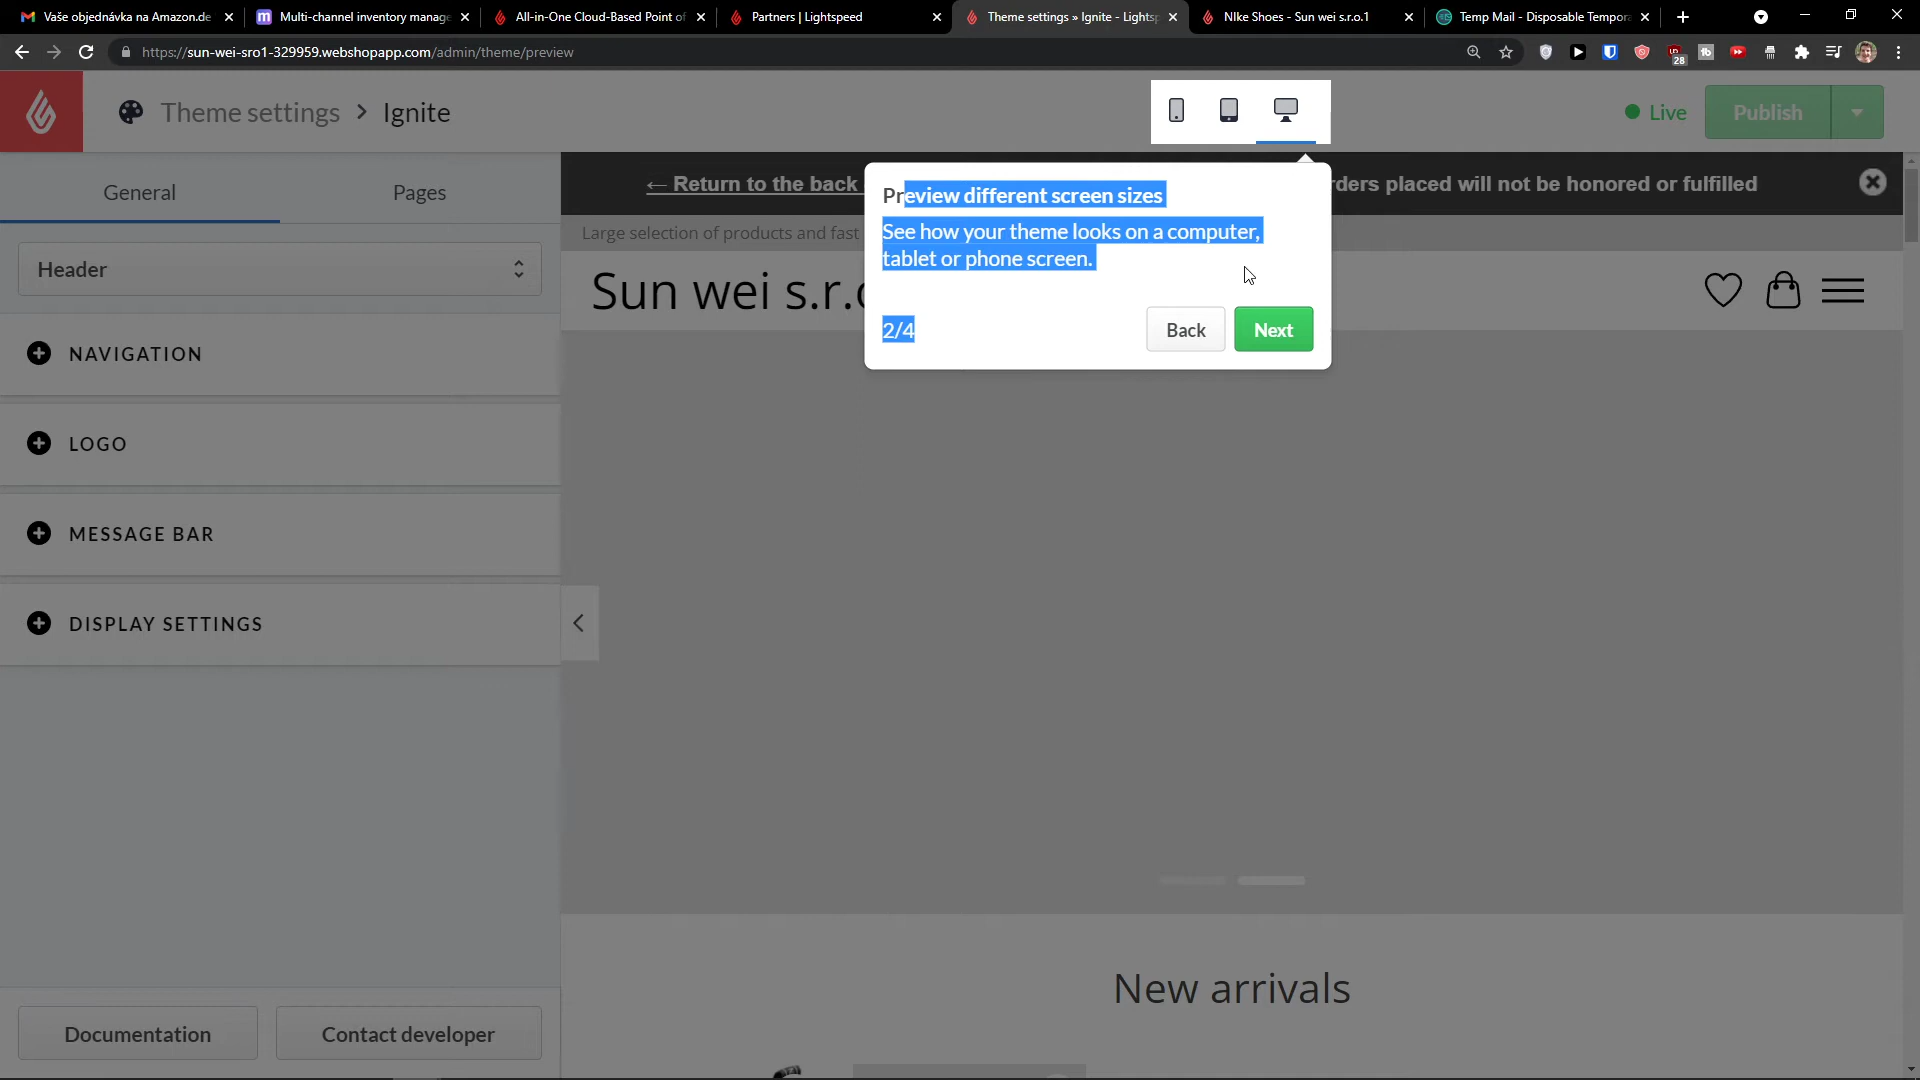 Vaše objednávka na Amazon.de
Multi-channel inventory manage
All-in-One Cloud-Based Point of
Partners | Lightspeed
Theme settings » Ignite - Lightsp
NIke Shoes - Sun wei s.r.o.1
Temp Mail - Disposable Tempora
https://sun-wei-sro1-329959.webshopapp.com/admin/theme/preview
28
Theme settings > Ignite
Live
Publish
General
Pages
← Return to the back
rders placed will not be honored or fulfilled
Preview different screen sizes
See how your theme looks on a computer,
tablet or phone screen.
2/4
Back
Next
Large selection of products and fast
Header
Sun wei s.r.o
NAVIGATION
LOGO
MESSAGE BAR
DISPLAY SETTINGS
New arrivals
Documentation
Contact developer